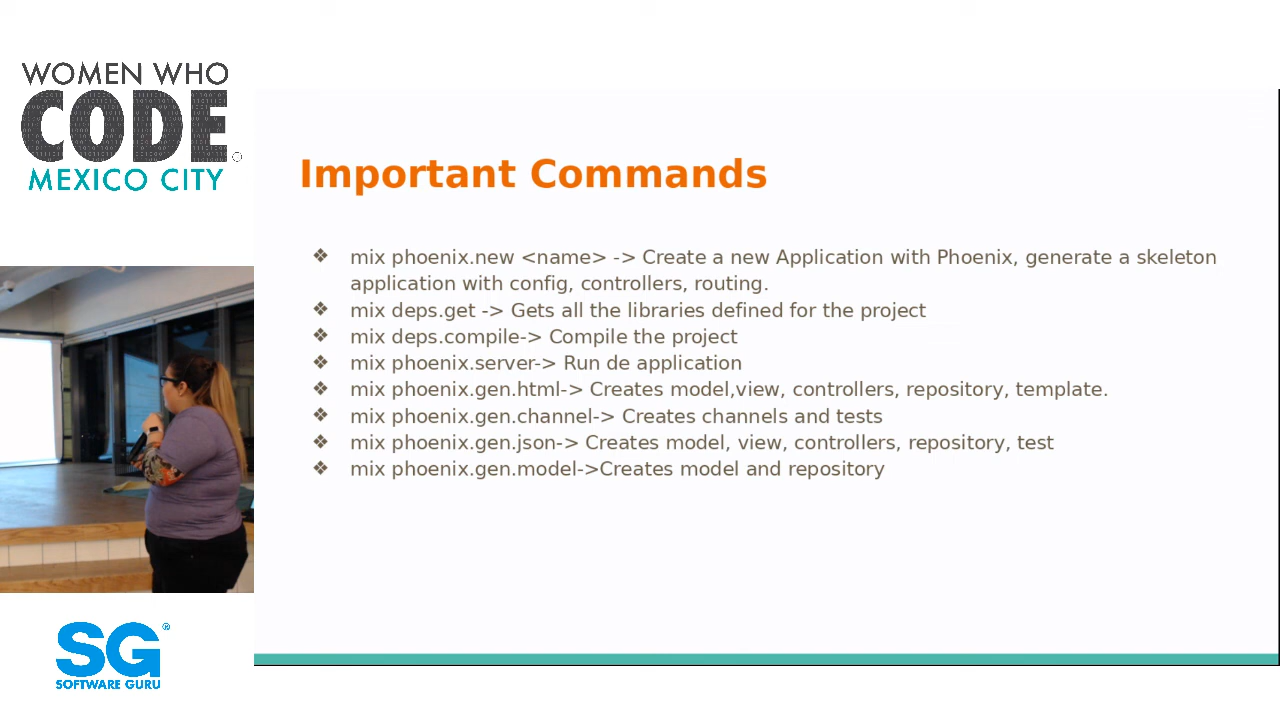 WOMEN WHO
CODE
MEXICO CITY
Important Commands
❖ mix phoenix.new <name> -> Create a new Application with Phoenix, generate a skeleton
application with config, controllers, routing.
❖ mix deps.get -> Gets all the libraries defined for the project
❖ mix deps.compile-> Compile the project
❖ mix phoenix.server-> Run de application
❖ mix phoenix.gen.html-> Creates model,view, controllers, repository, template.
❖ mix phoenix.gen.channel-> Creates channels and tests
❖ mix phoenix.gen.json-> Creates model, view, controllers, repository, test
❖ mix phoenix.gen.model->Creates model and repository
SG®
SOFTWARE GURU